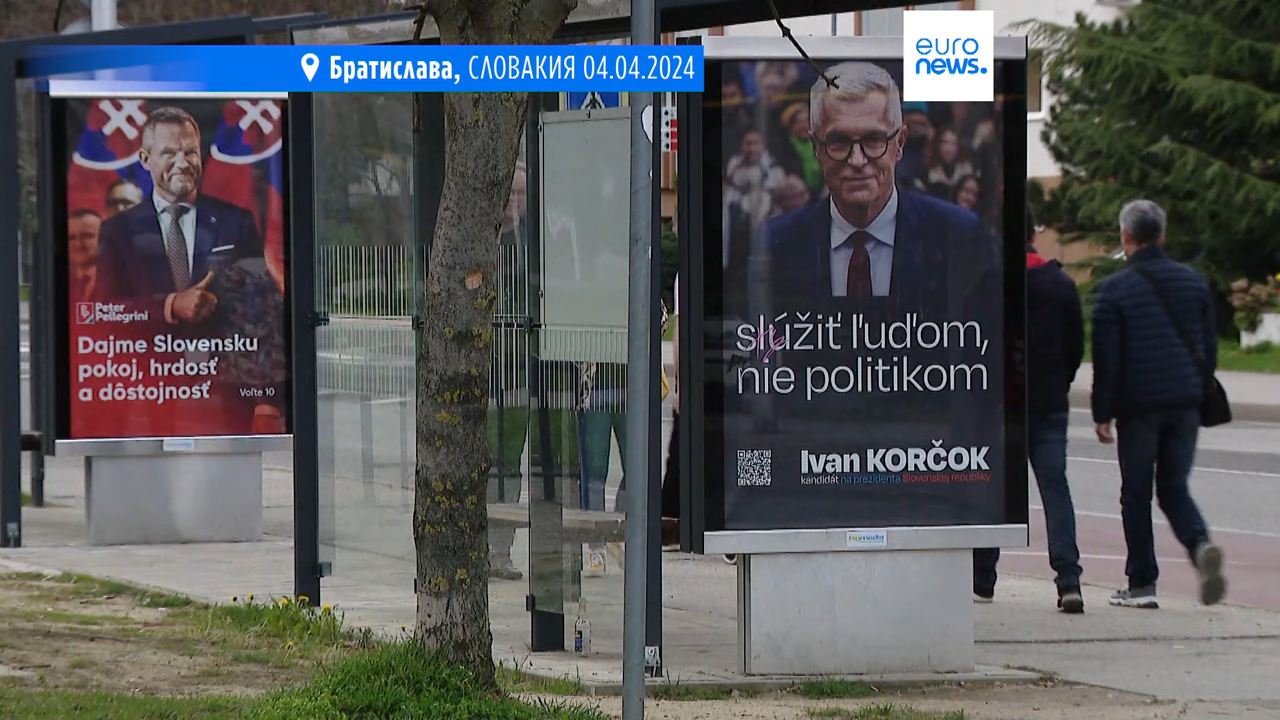 Братислава, СЛОВАКИЯ 04.04.2024
euro
news.
Peter
Pellegrini
Dajme Slovensku
pokoj, hrdosť
a dôstojnosť
Voľte 10
slúžiť ľuďom,
nie politikom
Ivan KORČOK
kandidát na prezidenta Slovenskej republiky